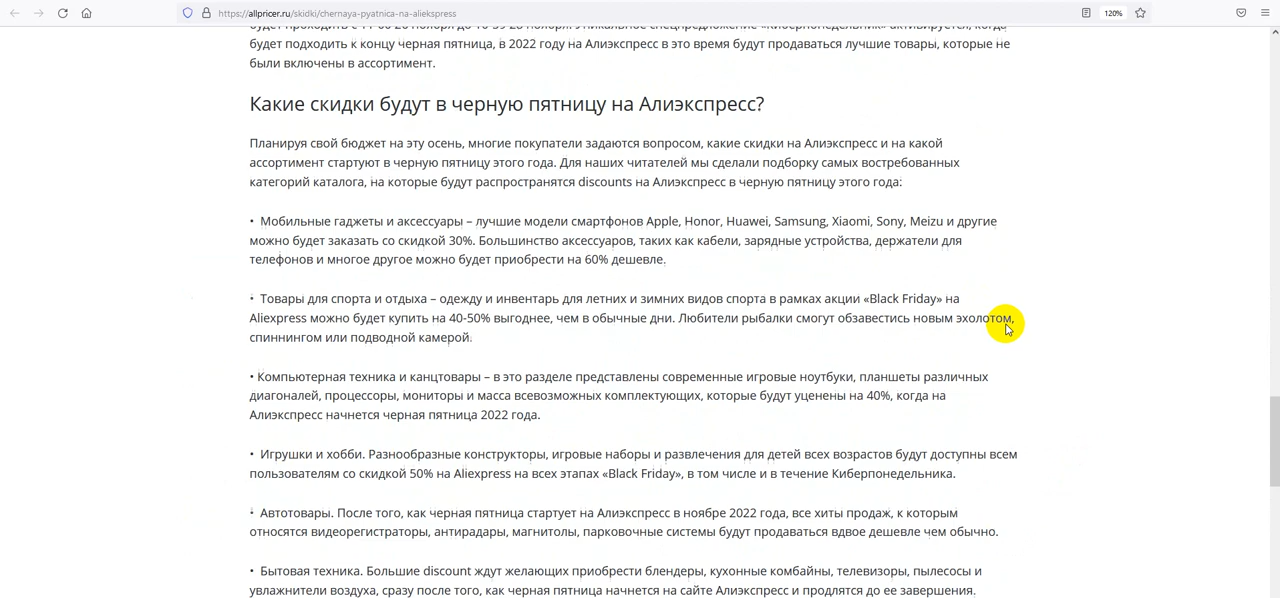 https://allpricer.ru/skidki/chernaya-pyatnica-na-aliekspress
120%
будет подходить к концу черная пятница, в 2022 году на Алиэкспресс в это время будут продаваться лучшие товары, которые не
были включены в ассортимент.
Какие скидки будут в черную пятницу на Алиэкспресс?
Планируя свой бюджет на эту осень, многие покупатели задаются вопросом, какие скидки на Алиэкспресс и на какой
ассортимент стартуют в черную пятницу этого года. Для наших читателей мы сделали подборку самых востребованных
категорий каталога, на которые будут распространятся discounts на Алиэкспресс в черную пятницу этого года:
• Мобильные гаджеты и аксессуары – лучшие модели смартфонов Apple, Honor, Huawei, Samsung, Xiaomi, Sony, Meizu и другие
можно будет заказать со скидкой 30%. Большинство аксессуаров, таких как кабели, зарядные устройства, держатели для
телефонов и многое другое можно будет приобрести на 60% дешевле.
• Товары для спорта и отдыха – одежду и инвентарь для летних и зимних видов спорта в рамках акции «Black Friday» на
Aliexpress можно будет купить на 40-50% выгоднее, чем в обычные дни. Любители рыбалки смогут обзавестись новым эхолотом,
спиннингом или подводной камерой.
• Компьютерная техника и канцтовары – в это разделе представлены современные игровые ноутбуки, планшеты различных
диагоналей, процессоры, мониторы и масса всевозможных комплектующих, которые будут уценены на 40%, когда на
Алиэкспресс начнется черная пятница 2022 года.
• Игрушки и хобби. Разнообразные конструкторы, игровые наборы и развлечения для детей всех возрастов будут доступны всем
пользователям со скидкой 50% на Aliexpress на всех этапах «Black Friday», в том числе и в течение Киберпонедельника.
• Автотовары. После того, как черная пятница стартует на Алиэкспресс в ноябре 2022 года, все хиты продаж, к которым
относятся видеорегистраторы, антирадары, магнитолы, парковочные системы будут продаваться вдвое дешевле чем обычно.
• Бытовая техника. Большие discount ждут желающих приобрести блендеры, кухонные комбайны, телевизоры, пылесосы и
увлажнители воздуха, сразу после того, как черная пятница начнется на сайте Алиэкспресс и продлятся до ее завершения.